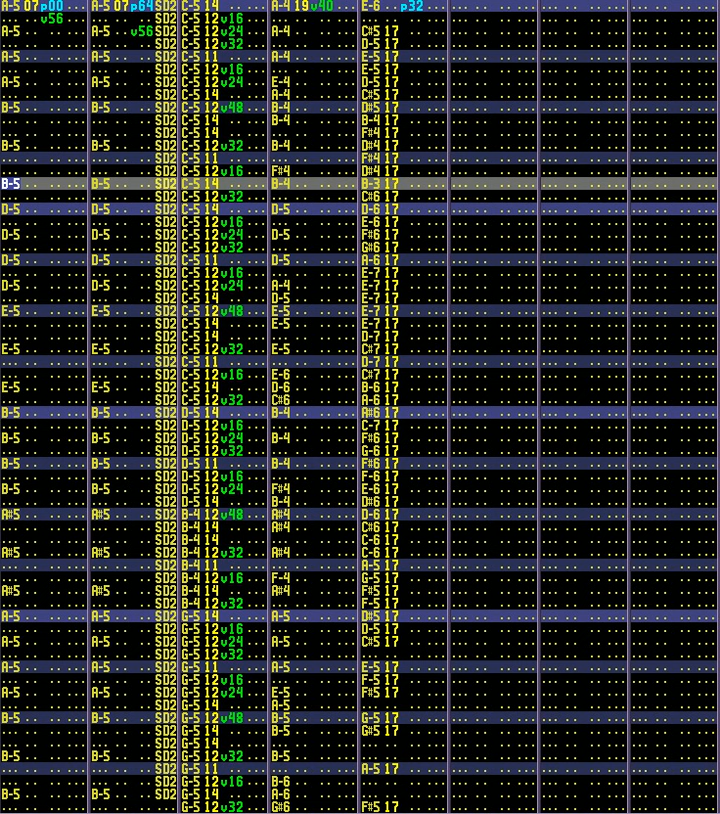 A-5 07 p00 A-5 07 p64 SD2 C-5 14 A-4 19 v40 E-6 p32
v56 SD2 C-5 12 v16
A-5 A-5 v56 SD2 C-5 12 v24 A-4 C#5 17
SD2 C-5 12 v32 D-5 17
A-5 A-5 SD2 C-5 11 A-4 E-5 17
SD2 C-5 12 v16 E-5 17
A-5 A-5 SD2 C-5 12 v24 E-4 D-5 17
SD2 C-5 14 A-4 C#5 17
B-5 B-5 SD2 C-5 12 v48 B-4 D#5 17
SD2 C-5 14 B-4 B-4 17
SD2 C-5 14 F#4 17
B-5 B-5 SD2 C-5 12 v32 B-4 D#4 17
SD2 C-5 11 F#4 17
SD2 C-5 12 v16 F#4 D#4 17
B-5 B-5 SD2 C-5 14 B-4 B-3 17
SD2 C-5 12 v32 C#6 17
D-5 D-5 SD2 C-5 14 D-5 D-6 17
SD2 C-5 12 v16 E-6 17
D-5 D-5 SD2 C-5 12 v24 D-5 F#6 17
SD2 C-5 12 v32 G#6 17
D-5 D-5 SD2 C-5 11 D-5 A-6 17
SD2 C-5 12 v16 E-7 17
D-5 D-5 SD2 C-5 12 v24 A-4 E-7 17
SD2 C-5 14 D-5 E-7 17
E-5 E-5 SD2 C-5 12 v48 E-5 E-7 17
SD2 C-5 14 E-5 E-7 17
SD2 C-5 14 D-7 17
E-5 E-5 SD2 C-5 12 v32 E-5 C#7 17
SD2 C-5 11 D-7 17
SD2 C-5 12 v16 E-6 C#7 17
E-5 E-5 SD2 C-5 14 D-6 B-6 17
SD2 C-5 12 v32 C#6 A-6 17
B-5 B-5 SD2 D-5 14 B-4 A#6 17
SD2 D-5 12 v16 C-7 17
B-5 B-5 SD2 D-5 12 v24 B-4 F#6 17
SD2 D-5 12 v32 G-6 17
B-5 B-5 SD2 D-5 11 B-4 F#6 17
SD2 D-5 12 v16 F-6 17
B-5 B-5 SD2 D-5 12 v24 F#4 E-6 17
SD2 D-5 14 B-4 D#6 17
A#5 A#5 SD2 B-4 12 v48 A#4 D-6 17
SD2 B-4 14 A#4 C#6 17
SD2 B-4 14 C-6 17
A#5 A#5 SD2 B-4 12 v32 A#4 C-6 17
SD2 B-4 11 A-5 17
SD2 B-4 12 v16 F-4 G-5 17
A#5 A#5 SD2 B-4 14 A#4 F#5 17
SD2 B-4 12 v32 F-5 17
A-5 A-5 SD2 G-5 14 A-5 D#5 17
SD2 G-5 12 v16 D-5 17
A-5 A-5 SD2 G-5 12 v24 A-5 C#5 17
SD2 G-5 12 v32
A-5 A-5 SD2 G-5 11 A-5 E-5 17
SD2 G-5 12 v16 F-5 17
A-5 A-5 SD2 G-5 12 v24 E-5 F#5 17
SD2 G-5 14 A-5
B-5 B-5 SD2 G-5 12 v48 B-5 G-5 17
SD2 G-5 14 B-5 G#5 17
SD2 G-5 14
B-5 B-5 SD2 G-5 12 v32 B-5
SD2 G-5 11 A-5 17
SD2 G-5 12 v16 B-6
B-5 B-5 SD2 G-5 14 A-6
G-5 12 v32 G#6 F#5 17